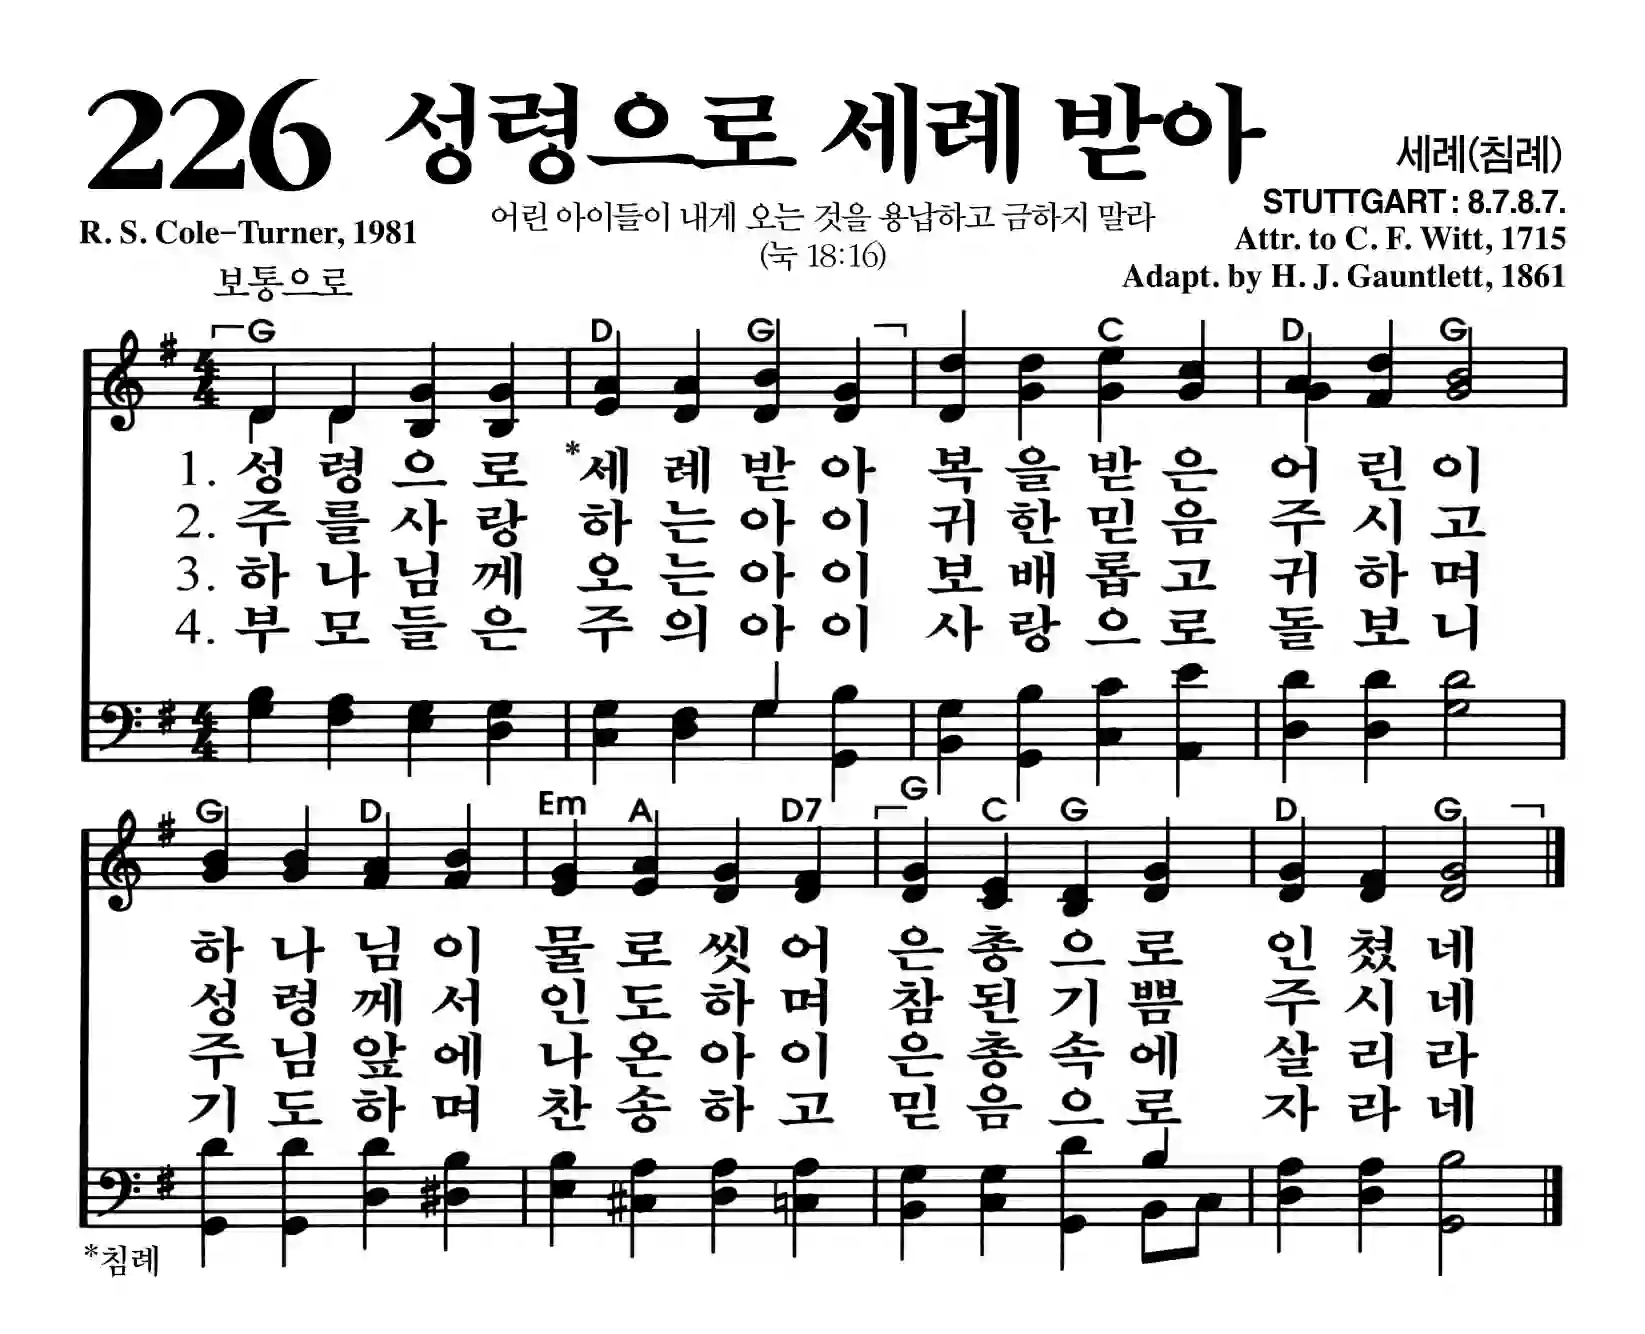 226 성령으로 세례 받아
세례(침례)
STUTTGART : 8.7.8.7.
R. S. Cole-Turner, 1981
어린 아이들이 내게 오는 것을 용납하고 금하지 말라
(눅 18:16)
Attr. to C. F. Witt, 1715
Adapt. by H. J. Gauntlett, 1861
보통으로
G D G C D G
1. 성 령 으 로 *세 례 받 아 복 을 받 은 어 린 이
2. 주 를 사 랑 하 는 아 이 귀 한 믿 음 주 시 고
3. 하 나 님 께 오 는 아 이 보 배 롭 고 귀 하 며
4. 부 모 들 은 주 의 아 이 사 랑 으 로 돌 보 니
G D Em A D7 G C G D G
하 나 님 이 물 로 씻 어 은 총 으 로 인 쳤 네
성 령 께 서 인 도 하 며 참 된 기 쁨 주 시 네
주 님 앞 에 나 온 아 이 은 총 속 에 살 리 라
기 도 하 며 찬 송 하 고 믿 음 으 로 자 라 네
*침례